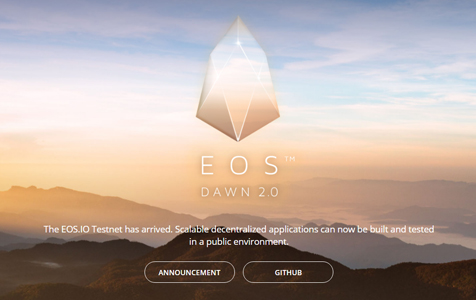 EOS™
DAWN 2.0
The EOS.IO Testnet has arrived. Scalable decentralized applications can now be built and tested
in a public environment.
ANNOUNCEMENT GITHUB